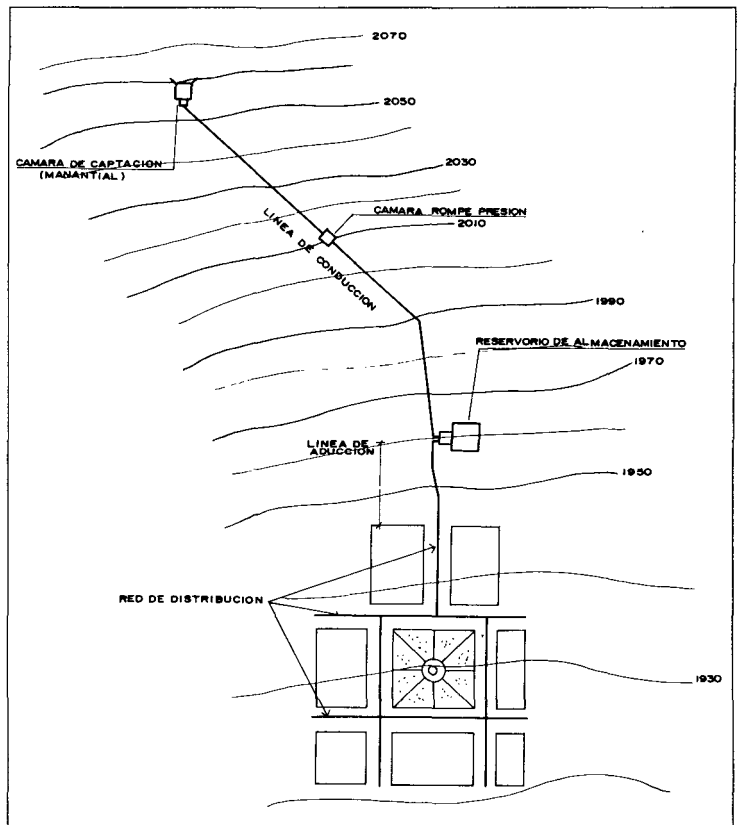 2070
2050
CAMARA DE CAPTACION
(MANANTIAL)
2030
CAMARA ROMPE PRESION
2010
LINEA DE CONDUCCION
1990
RESERVORIO DE ALMACENAMIENTO
1970
LINEA DE
ADUCCION
1950
RED DE DISTRIBUCION
1930